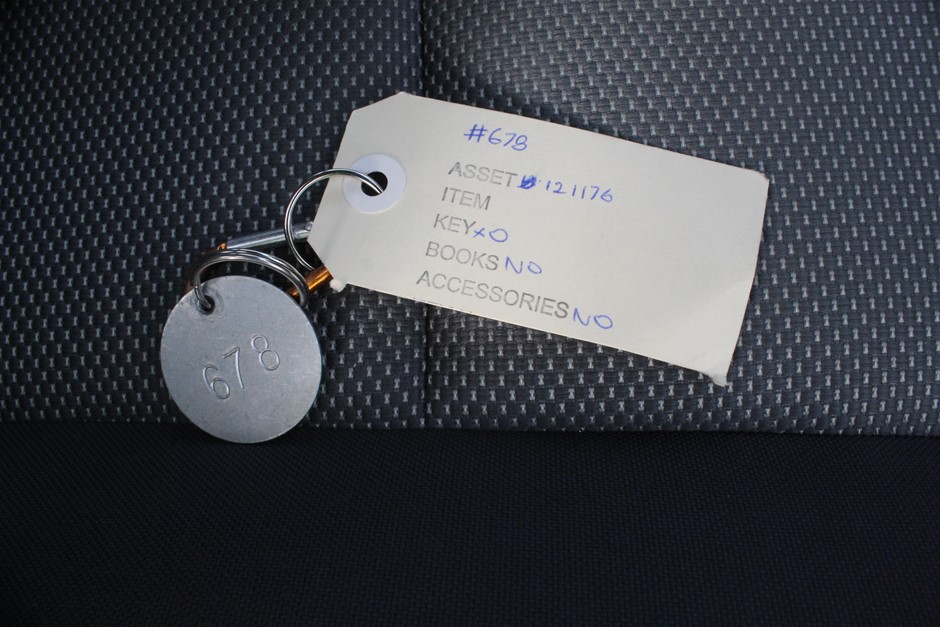 #678
ASSET #. 121176
ITEM
KEY x0
BOOKS NO
ACCESSORIES NO
678